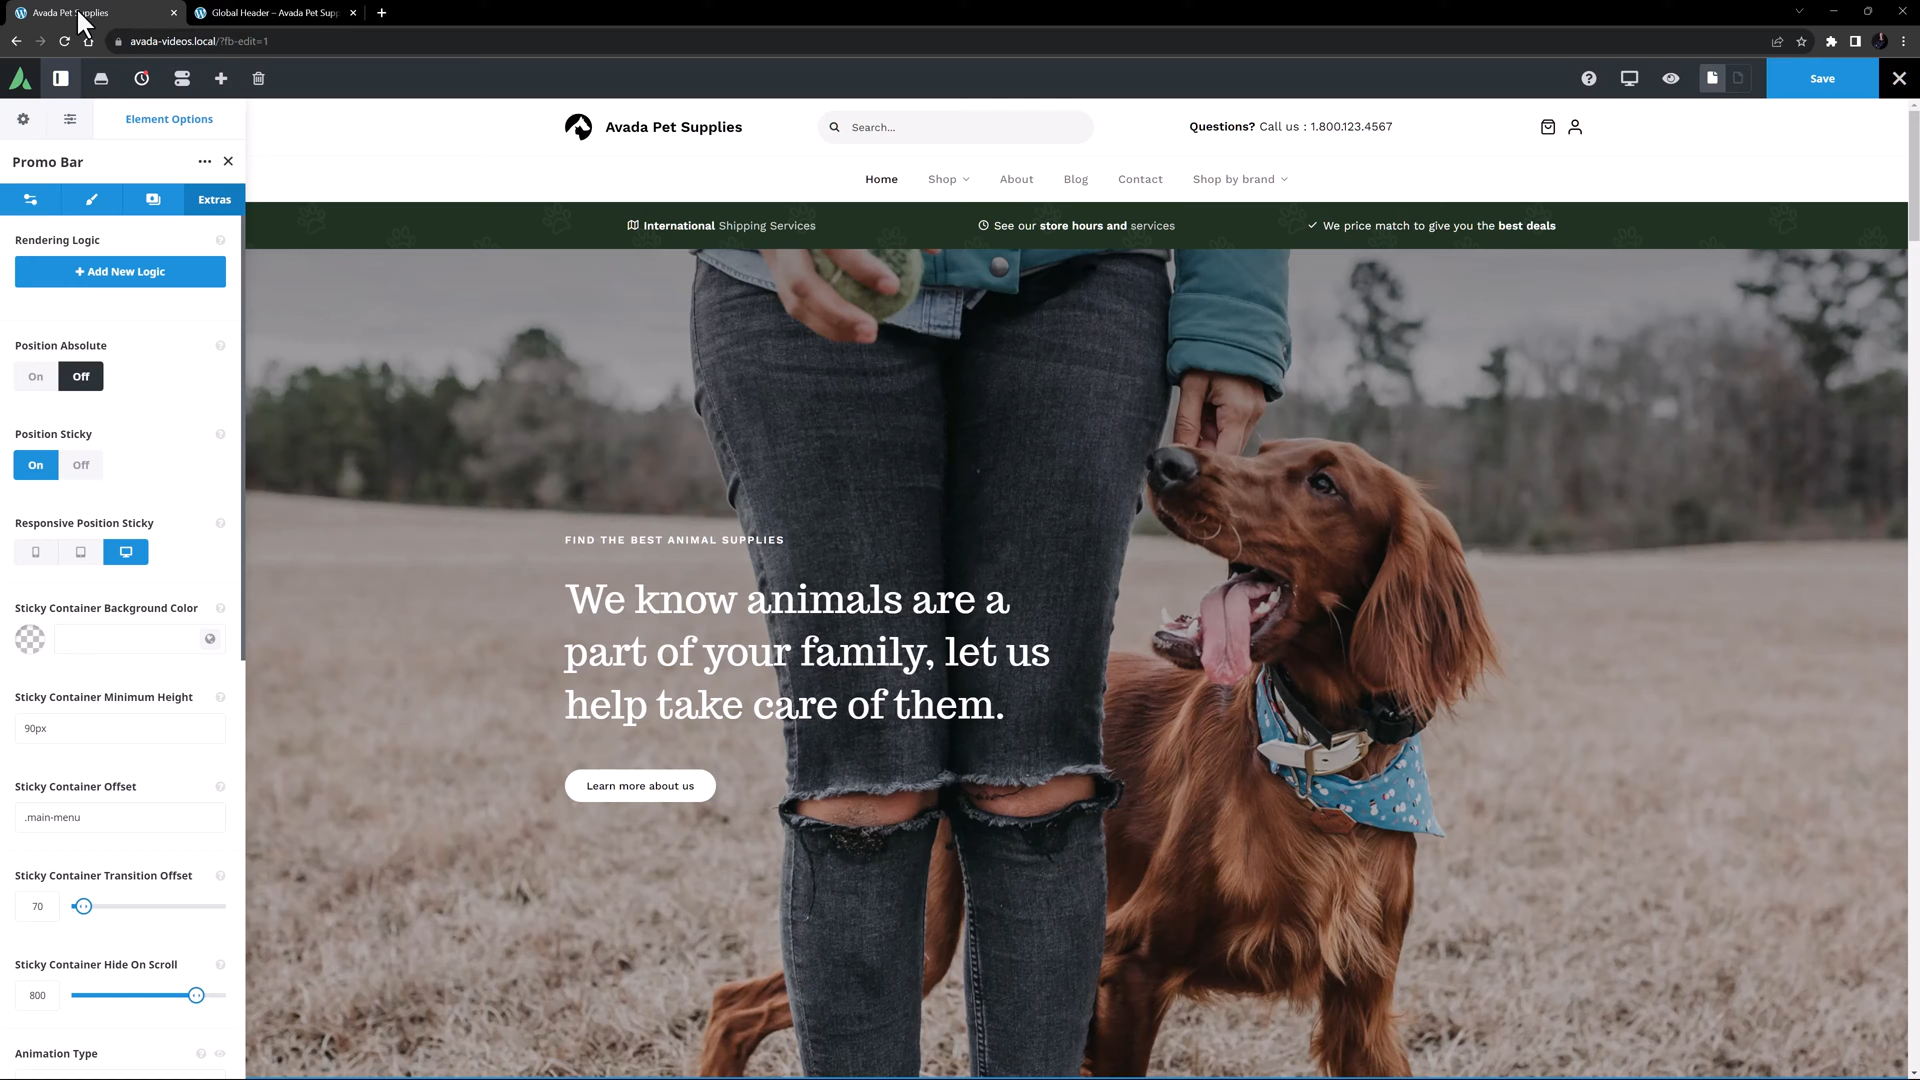 Avada Pet Supplies
Global Header – Avada Pet Supp
avada-videos.local/?fb-edit=1
Save
Element Options
Promo Bar
Extras
Rendering Logic
+ Add New Logic
Position Absolute
On
Off
Position Sticky
On
Off
Responsive Position Sticky
Sticky Container Background Color
Sticky Container Minimum Height
90px
Sticky Container Offset
.main-menu
Sticky Container Transition Offset
70
Sticky Container Hide On Scroll
800
Animation Type
Avada Pet Supplies
Search...
Questions? Call us : 1.800.123.4567
Home
Shop
About
Blog
Contact
Shop by brand
International Shipping Services
See our store hours and services
We price match to give you the best deals
FIND THE BEST ANIMAL SUPPLIES
We know animals are a
part of your family, let us
help take care of them.
Learn more about us